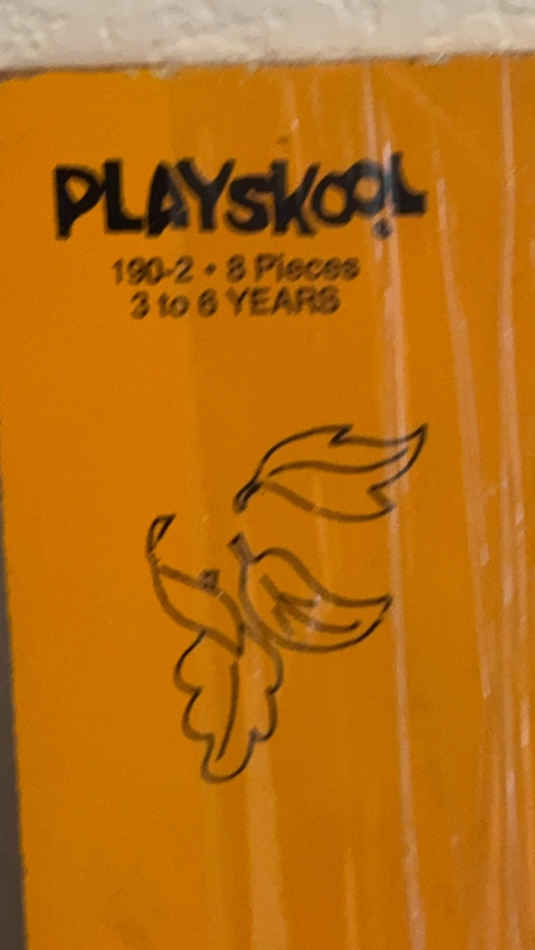 PLAYSKOOL
190-2 • 8 Pieces
3 to 6 YEARS